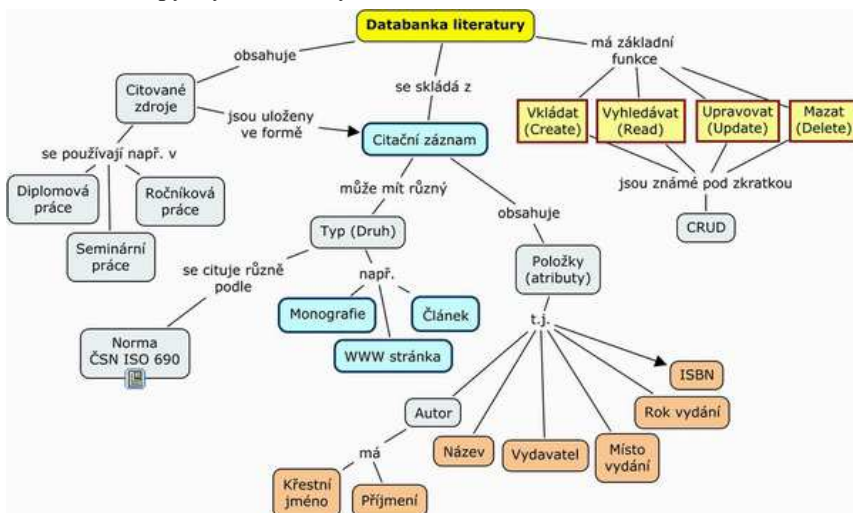 Databanka literatury
obsahuje
má základní
funkce
Citované
zdroje
se skládá z
jsou uloženy
ve formě
Vkládat
(Create)
Vyhledávat
(Read)
Upravovat
(Update)
Mazat
(Delete)
Citační záznam
se používají např. v
jsou známé pod zkratkou
Diplomová
práce
Ročníková
práce
může mít různý
obsahuje
CRUD
Seminární
práce
Typ (Druh)
se cituje různě
podle
např.
Položky
(atributy)
Monografie
Článek
t.j.
Norma
ČSN ISO 690
WWW stránka
ISBN
Autor
Rok vydání
má
Název
Vydavatel
Místo
vydání
Křestní
jméno
Příjmení